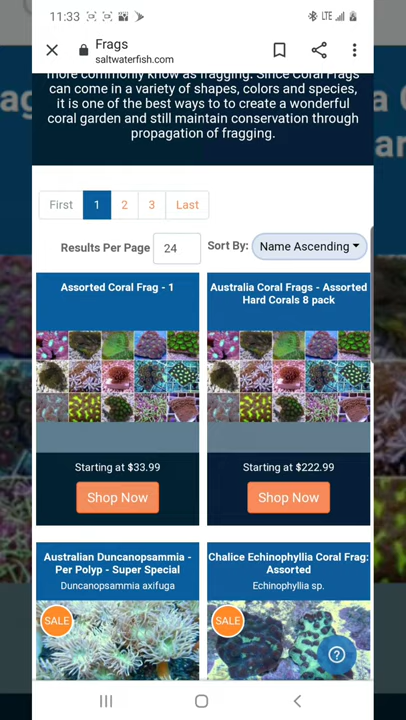 11:33
LTE
Frags
saltwaterfish.com
more commonly know as fragging. Since Coral Frags
can come in a variety of shapes, colors and species,
it is one of the best ways to to create a wonderful
coral garden and still maintain conservation through
propagation of fragging.
First 1 2 3 Last
Results Per Page 24 Sort By: Name Ascending
Assorted Coral Frag - 1
Australia Coral Frags - Assorted
Hard Corals 8 pack
Starting at $33.99
Shop Now
Starting at $222.99
Shop Now
Australian Duncanopsammia -
Per Polyp - Super Special
Duncanopsammia axifuga
SALE
Chalice Echinophyllia Coral Frag:
Assorted
Echinophyllia sp.
SALE